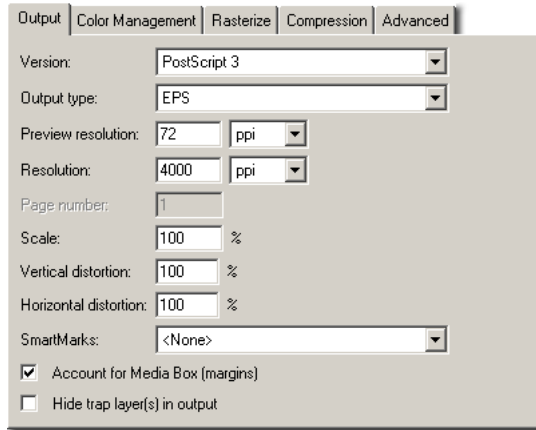 Output Color Management Rasterize Compression Advanced
Version: PostScript 3
Output type: EPS
Preview resolution: 72 ppi
Resolution: 4000 ppi
Page number: 1
Scale: 100 %
Vertical distortion: 100 %
Horizontal distortion: 100 %
SmartMarks: <None>
Account for Media Box (margins)
Hide trap layer(s) in output